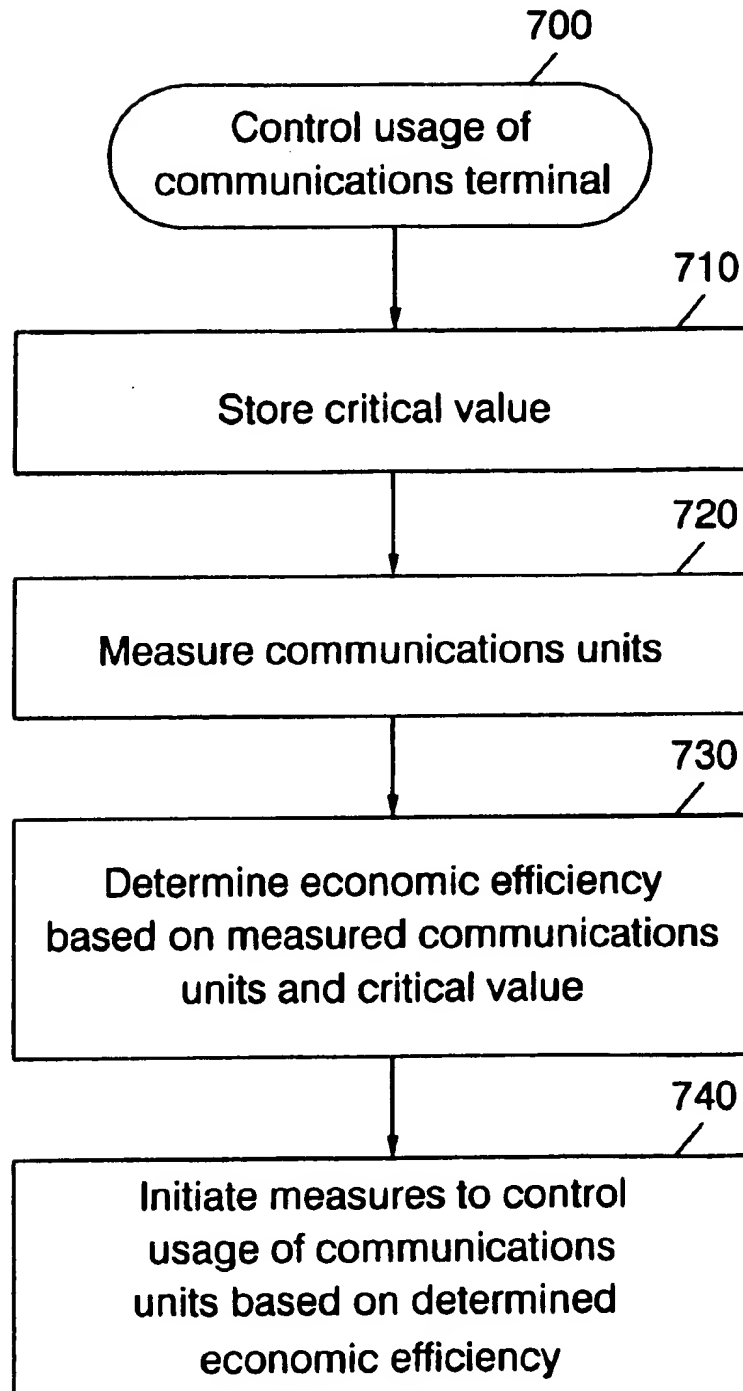 700
Control usage of
communications terminal
710
Store critical value
720
Measure communications units
730
Determine economic efficiency
based on measured communications
units and critical value
740
Initiate measures to control
usage of communications
units based on determined
economic efficiency